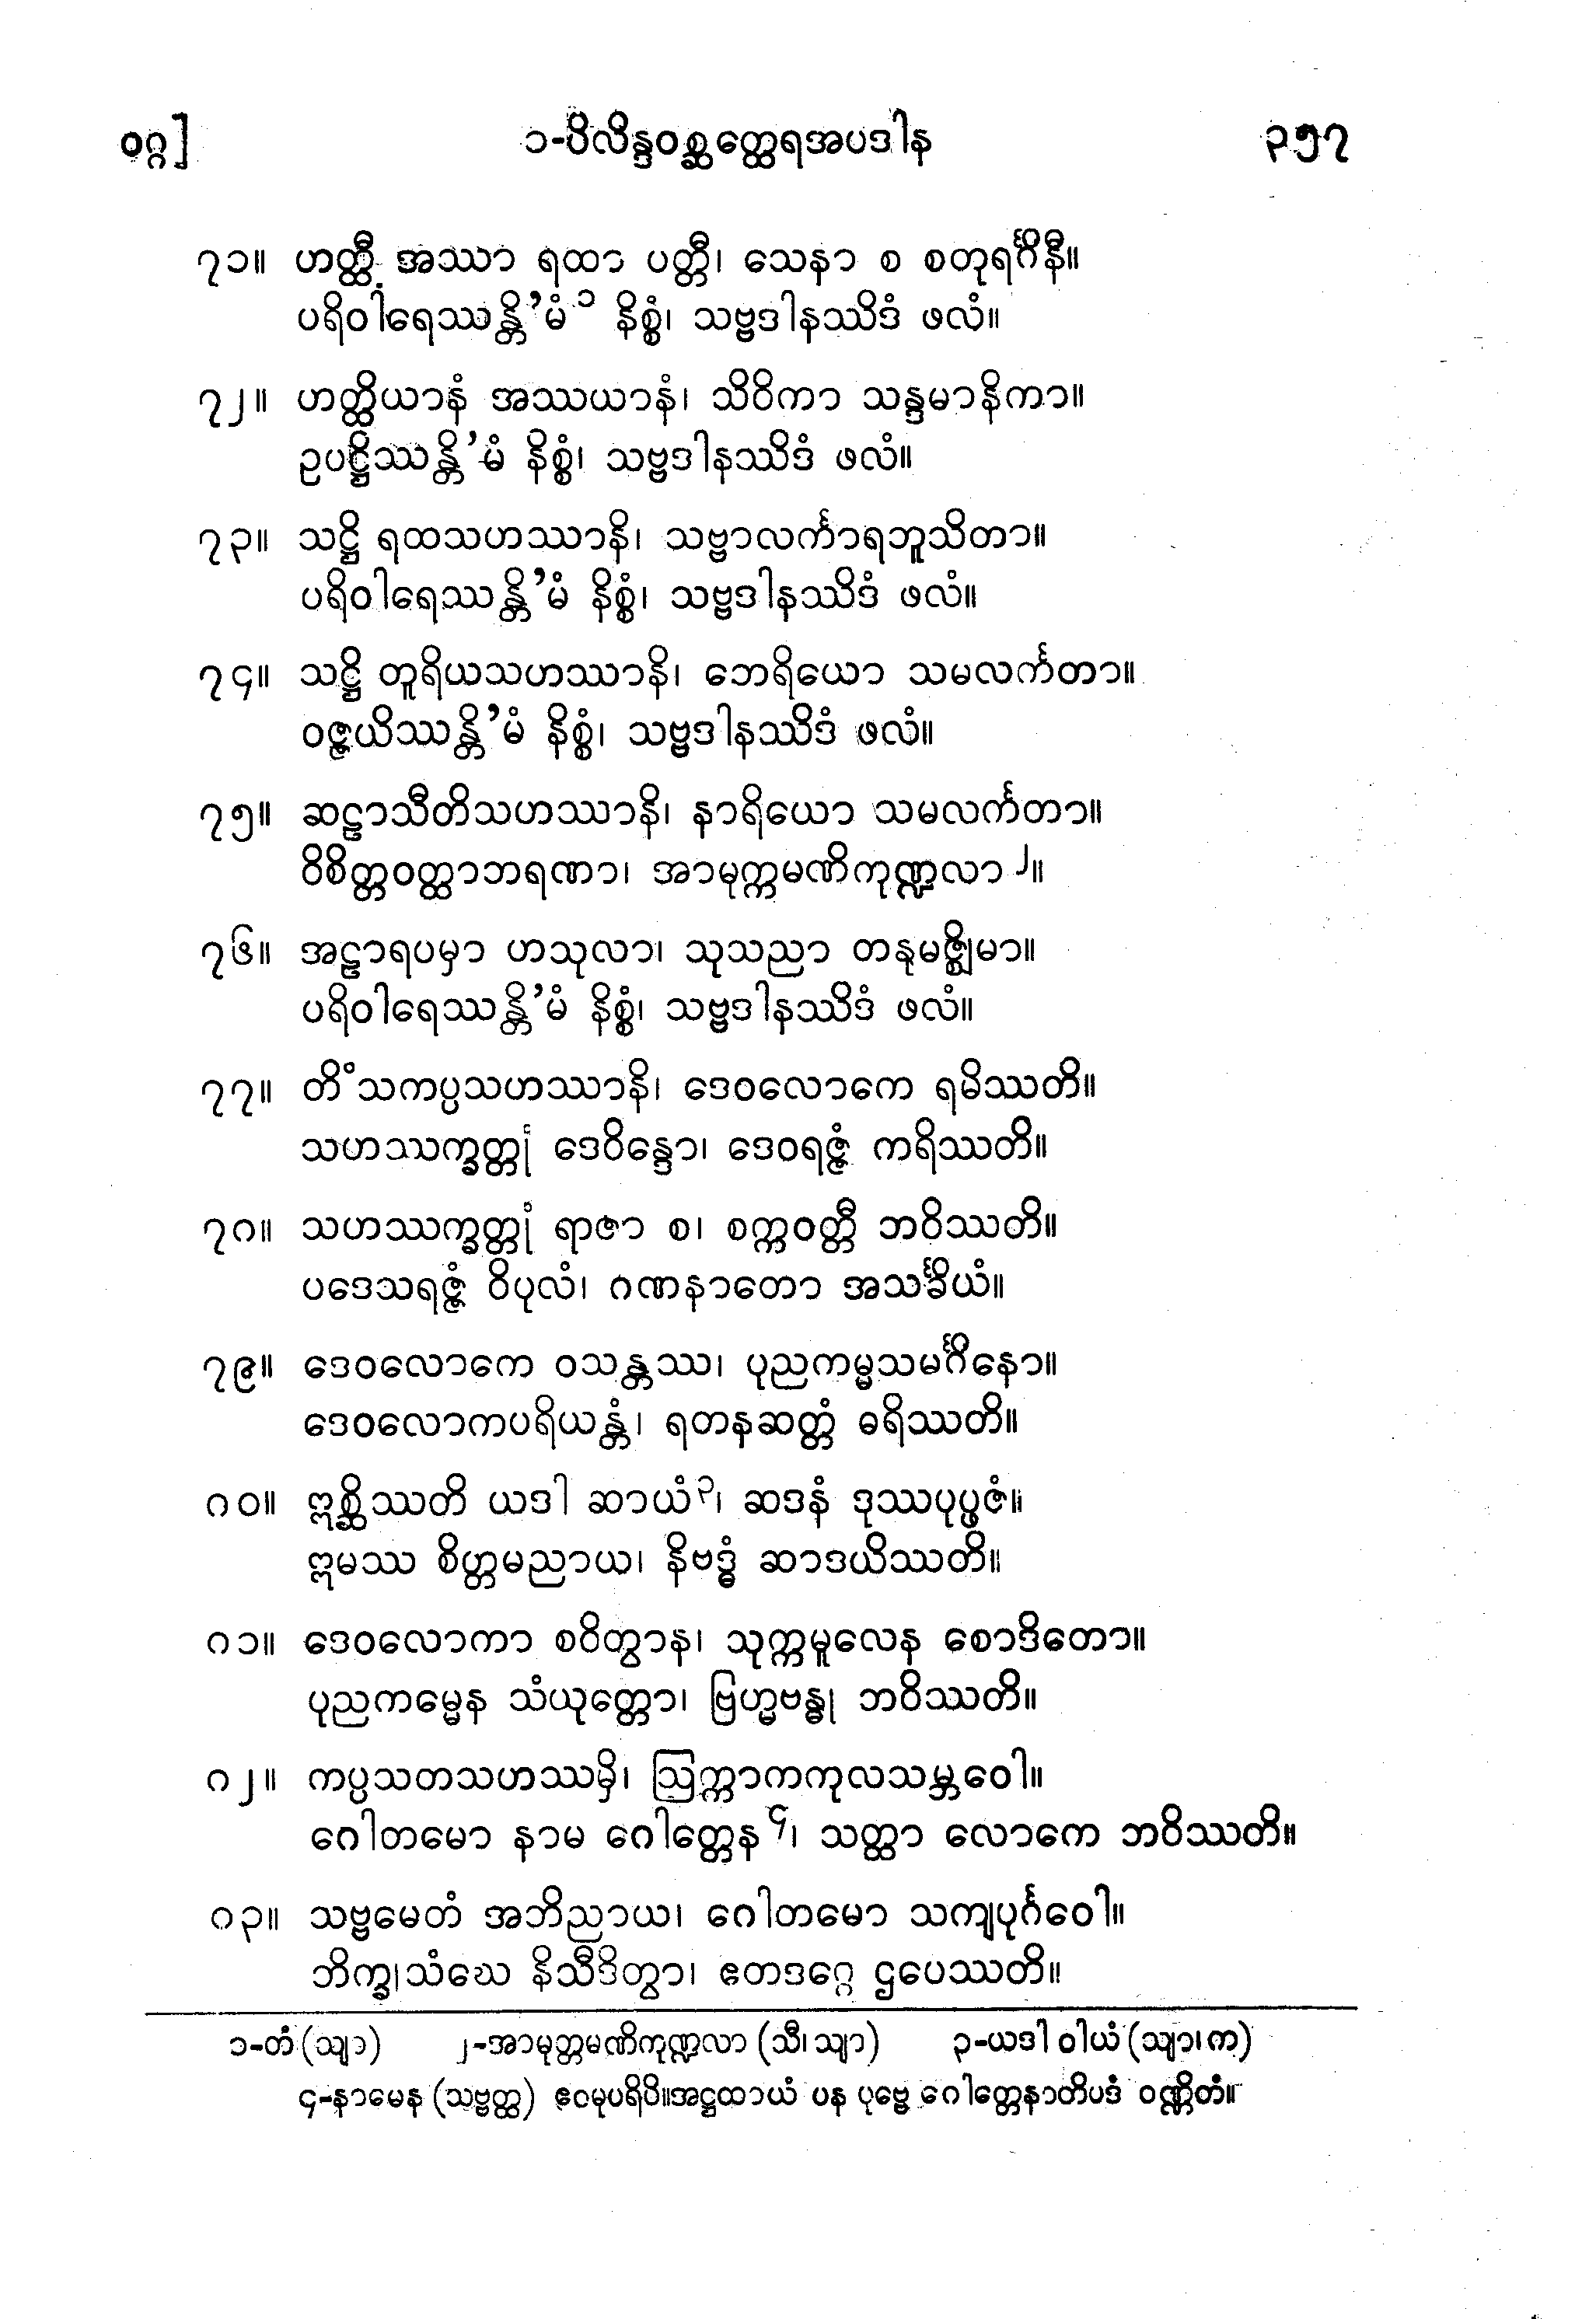 ဝဂ္ဂ] ၁-ပိလိန္ဒဝစ္ဆတ္ထေရအပဒါန ၃၅၇
၇၁။ ဟတ္ထီ အဿာ ရထာ ပတ္တီ၊ သေနာ စ စတုရင်္ဂိနီ။
ပရိဝါရေဿန္တိ’မံ ၁ နိစ္စံ၊ သဗ္ဗဒါနဿိဒံ ဖလံ။
၇၂။ ဟတ္ထိယာနံ အဿယာနံ၊ သိဝိကာ သန္ဒမာနိကာ။
ဥပဋ္ဌိဿန္တိ’မံ နိစ္စံ၊ သဗ္ဗဒါနဿိဒံ ဖလံ။
၇၃။ သဋ္ဌိ ရထသဟဿာနိ၊ သဗ္ဗာလင်္ကာရဘူသိတာ။
ပရိဝါရေဿန္တိ’မံ နိစ္စံ၊ သဗ္ဗဒါနဿိဒံ ဖလံ။
၇၄။ သဋ္ဌိ တူရိယသဟဿာနိ၊ ဘေရိယော သမလင်္ကတာ။
ဝဇ္ဇယိဿန္တိ’မံ နိစ္စံ၊ သဗ္ဗဒါနဿိဒံ ဖလံ။
၇၅။ ဆဠာသီတိသဟဿာနိ၊ နာရိယော သမလင်္ကတာ။
ဝိစိတ္တဝတ္ထာဘရဏာ၊ အာမုက္ကမဏိကုဏ္ဍလာ ၂။
၇၆။ အဠာရပမှာ ဟသုလာ၊ သုသညာ တနုမဇ္ဈိမာ။
ပရိဝါရေဿန္တိ’မံ နိစ္စံ၊ သဗ္ဗဒါနဿိဒံ ဖလံ။
၇၇။ တိံသကပ္ပသဟဿာနိ၊ ဒေဝလောကေ ရမိဿတိ။
သဟဿက္ခတ္တုံ ဒေဝိန္ဒော၊ ဒေဝရဇ္ဇံ ကရိဿတိ။
၇၈။ သဟဿက္ခတ္တုံ ရာဇာ စ၊ စက္ကဝတ္တီ ဘဝိဿတိ။
ပဒေသရဇ္ဇံ ဝိပုလံ၊ ဂဏနာတော အသင်္ခိယံ။
၇၉။ ဒေဝလောကေ ဝသန္တဿ၊ ပုညကမ္မသမင်္ဂိနော။
ဒေဝလောကပရိယန္တံ၊ ရတနဆတ္တံ ဓရိဿတိ။
၈၀။ ဣစ္ဆိဿတိ ယဒါ ဆာယံ ၃၊ ဆဒနံ ဒုဿပုပ္ဖဇံ။
ဣမဿ စိတ္တမညာယ၊ နိဗဒ္ဓံ ဆာဒယိဿတိ။
၈၁။ ဒေဝလောကာ စဝိတွာန၊ သုက္ကမူလေန စောဒိတော။
ပုညကမ္မေန သံယုတ္တော၊ ဗြဟ္မဗန္ဓု ဘဝိဿတိ။
၈၂။ ကပ္ပသတသဟဿမှိ၊ ဩက္ကာကကုလသမ္ဘဝေါ။
ဂေါတမော နာမ ဂေါတ္တေန ၄၊ သတ္ထာ လောကေ ဘဝိဿတိ။
၈၃။ သဗ္ဗမေတံ အဘိညာယ၊ ဂေါတမော သကျပုင်္ဂဝေါ။
ဘိက္ခုသံဃေ နိသီဒိတွာ၊ ဧတဒဂ္ဂေ ဌပေဿတိ။
၁-တံ (သျာ) ၂-အာမုတ္တမဏိကုဏ္ဍလာ (သီ၊ သျာ) ၃-ယဒါ ဝါယံ (သျာ၊ က)
၄-နာမေန (သဗ္ဗတ္ထ) ဧဝမုပရိပိ။ အဋ္ဌထာယံ ပန ပုဗ္ဗေ ဂေါတ္တေနာတိပဒံ ဝဏ္ဏိတံ။